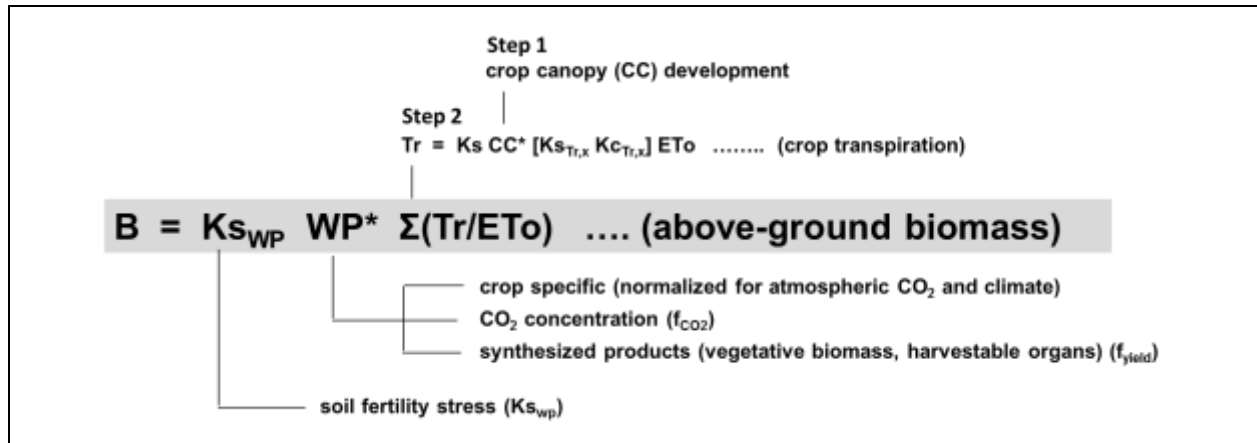 Step 1
crop canopy (CC) development
Step 2
Tr = Ks CC* [Ks_Tr,x Kc_Tr,x] ETo ........ (crop transpiration)
B = Ks_WP WP* Σ(Tr/ETo) .... (above-ground biomass)
crop specific (normalized for atmospheric CO₂ and climate)
CO₂ concentration (f_CO2)
synthesized products (vegetative biomass, harvestable organs) (f_yield)
soil fertility stress (Ks_wp)